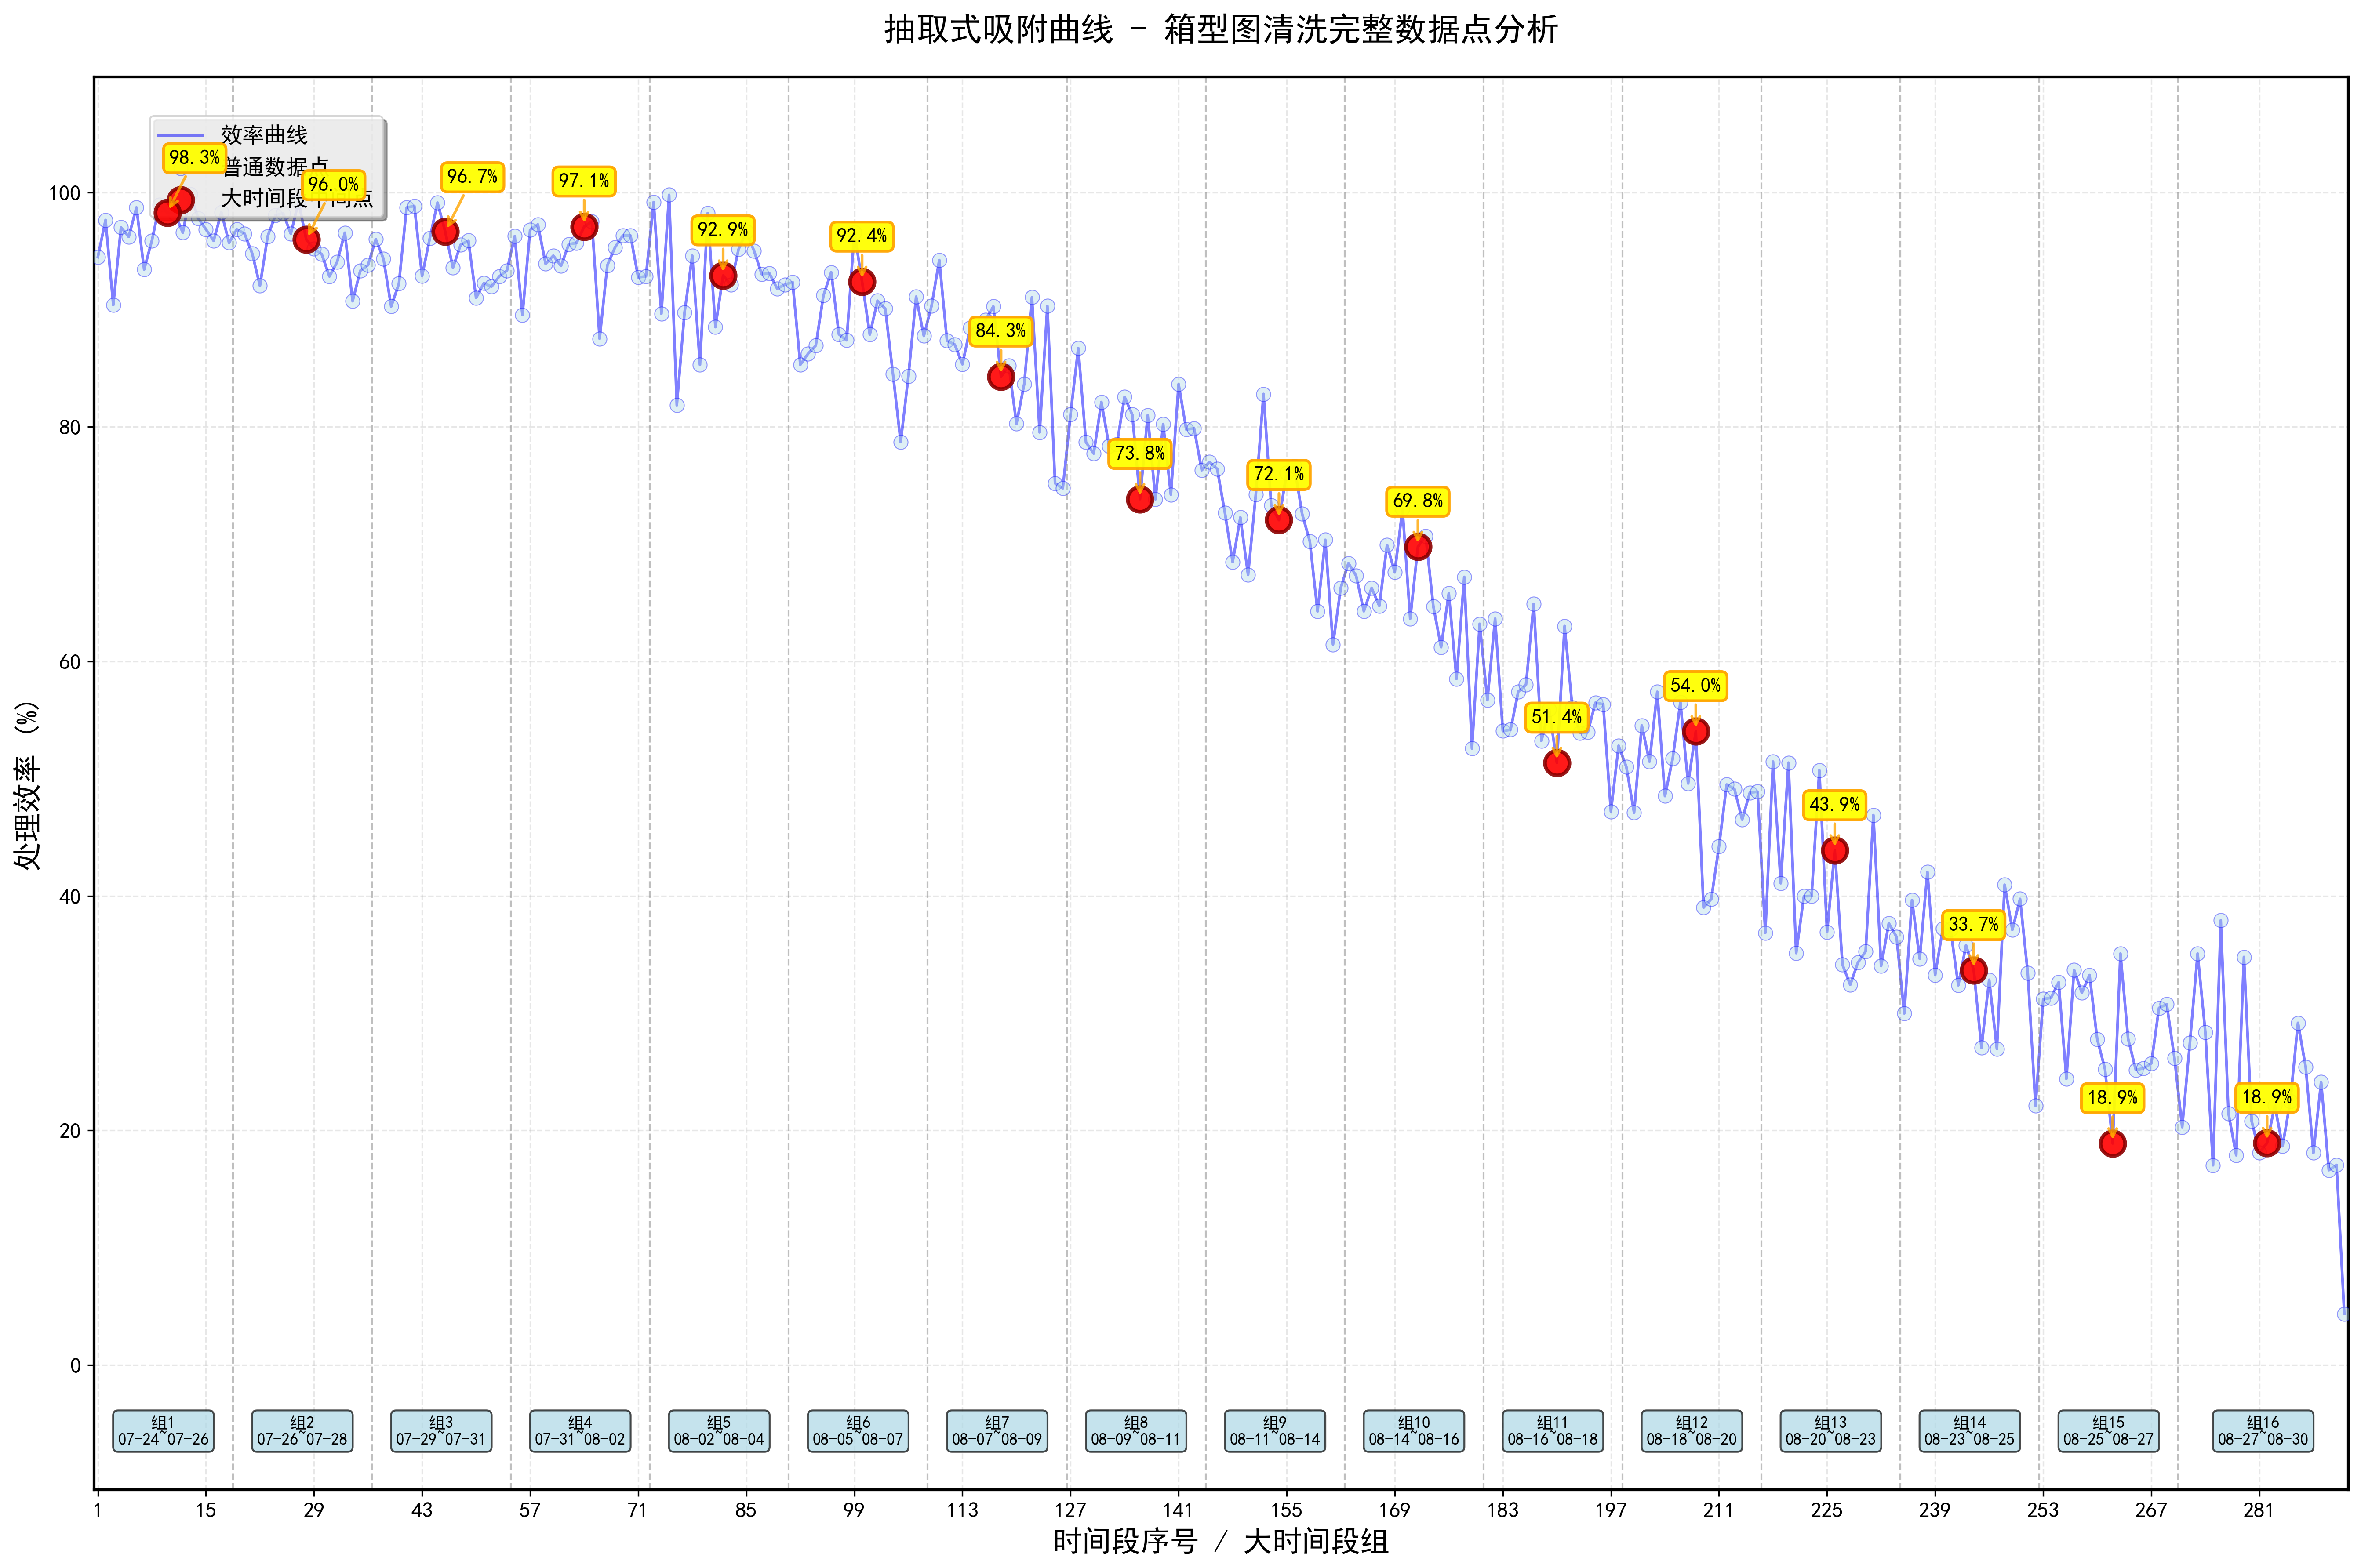 抽取式吸附曲线 - 箱型图清洗完整数据点分析
效率曲线
普通数据点
大时间段中间点
98.3%
96.0%
96.7%
97.1%
92.9%
92.4%
84.3%
73.8%
72.1%
69.8%
51.4%
54.0%
43.9%
33.7%
18.9%
18.9%
处理效率 (%)
100
80
60
40
20
0
组1
07-24~07-26
组2
07-26~07-28
组3
07-29~07-31
组4
07-31~08-02
组5
08-02~08-04
组6
08-05~08-07
组7
08-07~08-09
组8
08-09~08-11
组9
08-11~08-14
组10
08-14~08-16
组11
08-16~08-18
组12
08-18~08-20
组13
08-20~08-23
组14
08-23~08-25
组15
08-25~08-27
组16
08-27~08-30
1 15 29 43 57 71 85 99 113 127 141 155 169 183 197 211 225 239 253 267 281
时间段序号 / 大时间段组